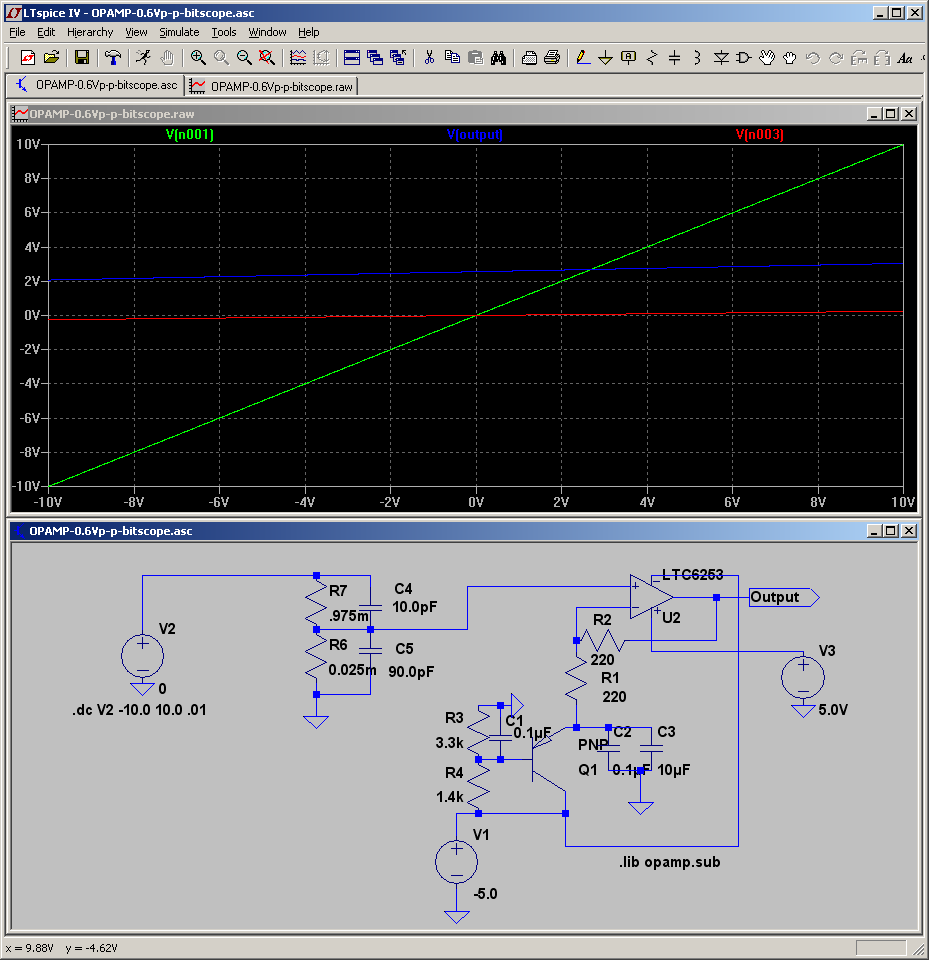 LTspice IV - OPAMP-0.6Vp-p-bitscope.asc
File Edit Hierarchy View Simulate Tools Window Help
OPAMP-0.6Vp-p-bitscope.asc OPAMP-0.6Vp-p-bitscope.raw
OPAMP-0.6Vp-p-bitscope.raw
V(n001) V(output) V(n003)
10V
8V
6V
4V
2V
0V
-2V
-4V
-6V
-8V
-10V
-10V -8V -6V -4V -2V 0V 2V 4V 6V 8V 10V
OPAMP-0.6Vp-p-bitscope.asc
LTC6253
R7 C4
.975m 10.0pF
Output
U2
R2
V2
R6 C5
V3
220
0.025m 90.0pF
R1
0
220
.dc V2 -10.0 10.0 .01
5.0V
R3 C1
0.1µF
C2 C3
3.3k
PNP
R4
Q1 0.1µF 10µF
1.4k
V1
.lib opamp.sub
-5.0
x = 9.88V y = -4.62V